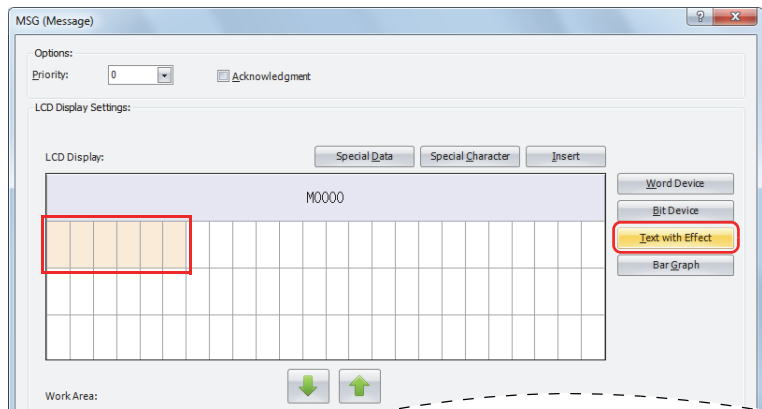 MSG (Message)
Options:
Priority: 0 Acknowledgment
LCD Display Settings:
LCD Display: Special Data Special Character Insert
M0000
Word Device
Bit Device
Text with Effect
Bar Graph
Work Area: